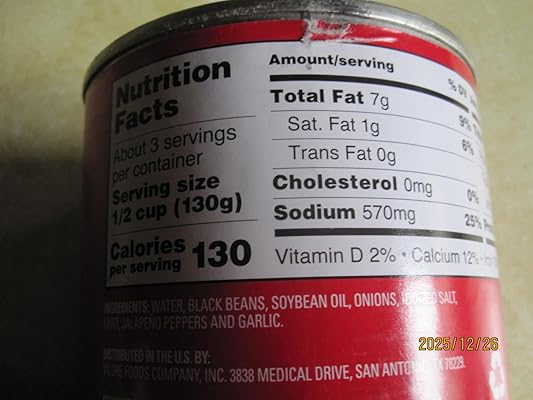 Nutrition
Facts
About 3 servings
per container
Serving size
1/2 cup (130g)
Calories
per serving 130
Amount/serving % DV
Total Fat 7g 9%
Sat. Fat 1g 6%
Trans Fat 0g
Cholesterol 0mg 0%
Sodium 570mg 25%
Vitamin D 2% • Calcium 12% •
INGREDIENTS: WATER, BLACK BEANS, SOYBEAN OIL, ONIONS, SALT,
JALAPENO PEPPERS AND GARLIC.
DISTRIBUTED IN THE U.S. BY:
FOODS COMPANY, INC. 3838 MEDICAL DRIVE, SAN ANTONIO, TX 78229.
2025/12/26